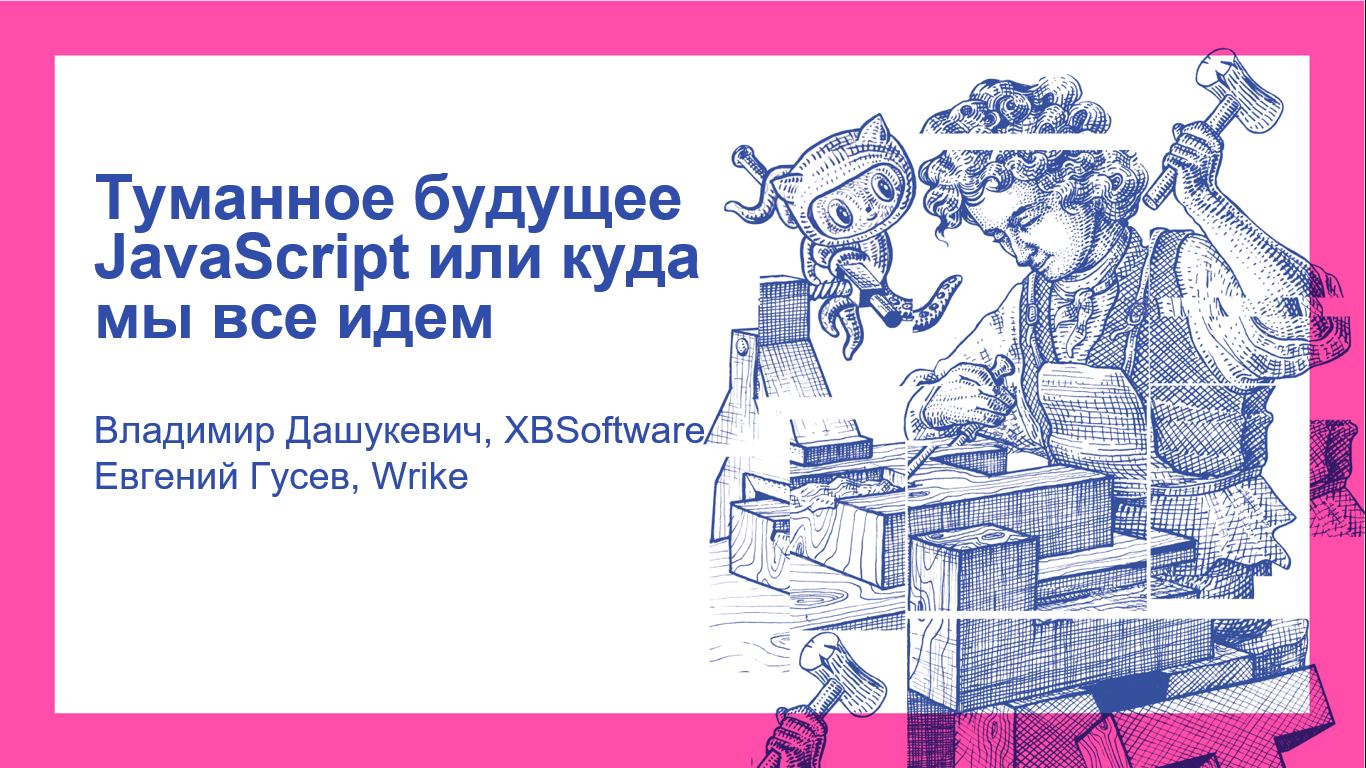 Туманное будущее
JavaScript или куда
мы все идем
Владимир Дашукевич, XBSoftware
Евгений Гусев, Wrike